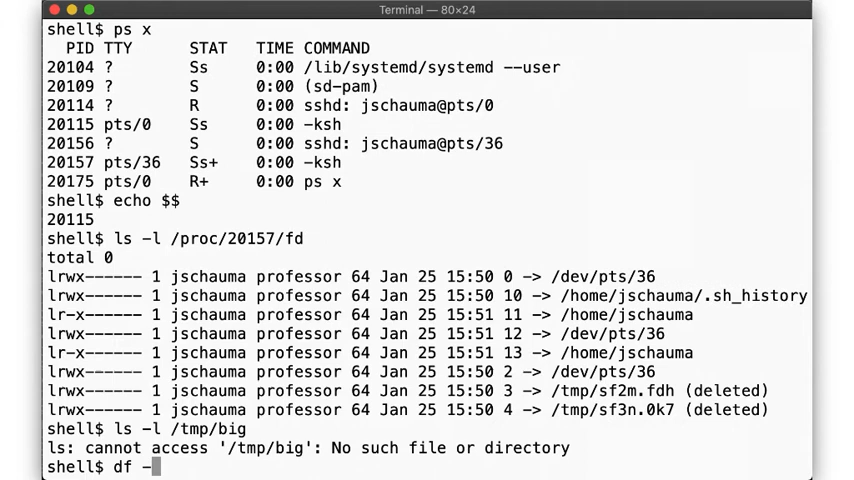 Terminal — 80×24
shell$ ps x
  PID TTY      STAT   TIME COMMAND
20104 ?        Ss     0:00 /lib/systemd/systemd --user
20109 ?        S      0:00 (sd-pam)
20114 ?        R      0:00 sshd: jschauma@pts/0
20115 pts/0    Ss     0:00 -ksh
20156 ?        S      0:00 sshd: jschauma@pts/36
20157 pts/36   Ss+    0:00 -ksh
20175 pts/0    R+     0:00 ps x
shell$ echo $$
20115
shell$ ls -l /proc/20157/fd
total 0
lrwx------ 1 jschauma professor 64 Jan 25 15:50 0 -> /dev/pts/36
lrwx------ 1 jschauma professor 64 Jan 25 15:50 10 -> /home/jschauma/.sh_history
lr-x------ 1 jschauma professor 64 Jan 25 15:51 11 -> /home/jschauma
lrwx------ 1 jschauma professor 64 Jan 25 15:51 12 -> /dev/pts/36
lr-x------ 1 jschauma professor 64 Jan 25 15:51 13 -> /home/jschauma
lrwx------ 1 jschauma professor 64 Jan 25 15:50 2 -> /dev/pts/36
lrwx------ 1 jschauma professor 64 Jan 25 15:50 3 -> /tmp/sf2m.fdh (deleted)
lrwx------ 1 jschauma professor 64 Jan 25 15:50 4 -> /tmp/sf3n.0k7 (deleted)
shell$ ls -l /tmp/big
ls: cannot access '/tmp/big': No such file or directory
shell$ df -